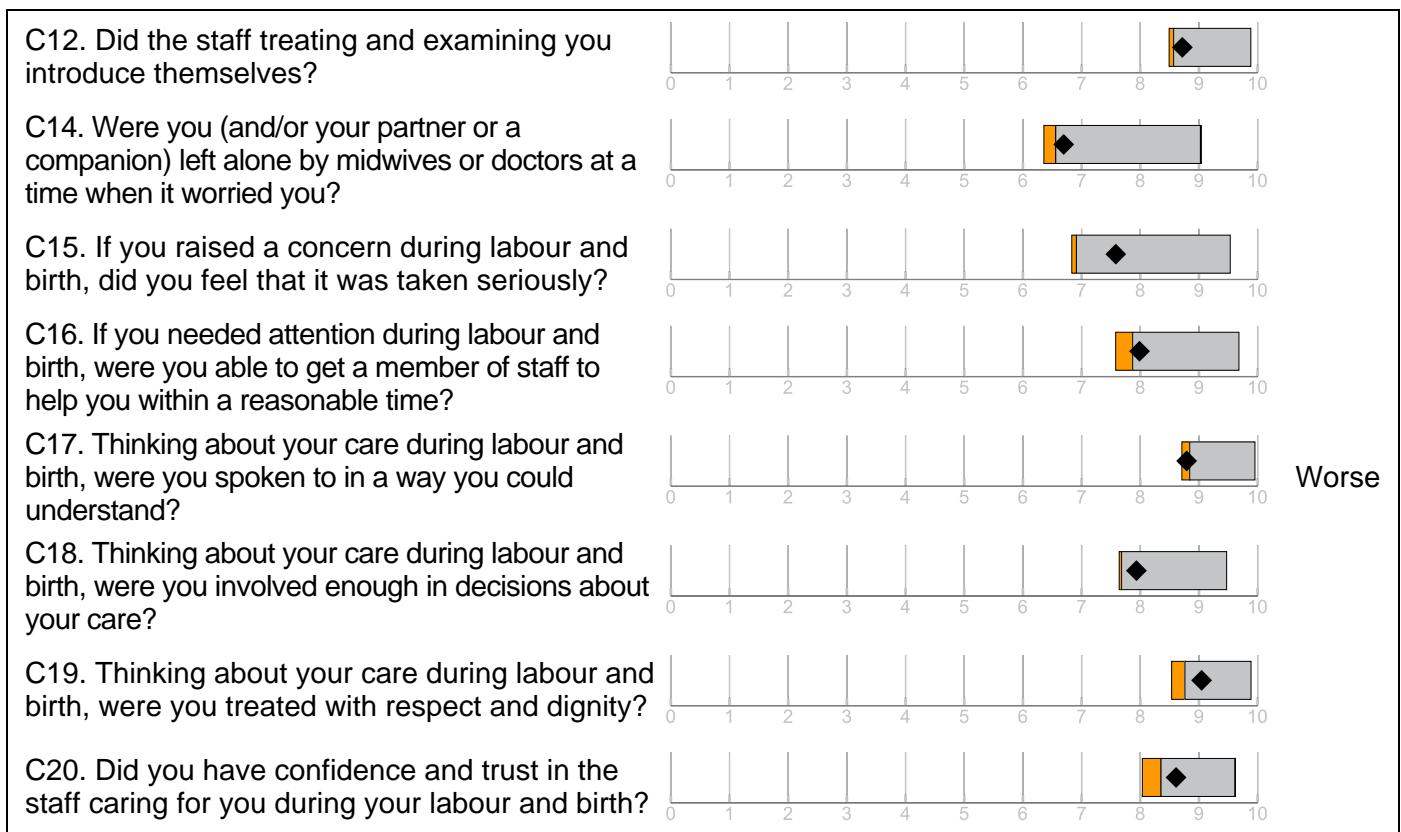 C12. Did the staff treating and examining you
introduce themselves?
0 1 2 3 4 5 6 7 8 9 10
C14. Were you (and/or your partner or a
companion) left alone by midwives or doctors at a
time when it worried you?
0 1 2 3 4 5 6 7 8 9 10
C15. If you raised a concern during labour and
birth, did you feel that it was taken seriously?
0 1 2 3 4 5 6 7 8 9 10
C16. If you needed attention during labour and
birth, were you able to get a member of staff to
help you within a reasonable time?
0 1 2 3 4 5 6 7 8 9 10
C17. Thinking about your care during labour and
birth, were you spoken to in a way you could
understand?
0 1 2 3 4 5 6 7 8 9 10
Worse
C18. Thinking about your care during labour and
birth, were you involved enough in decisions about
your care?
0 1 2 3 4 5 6 7 8 9 10
C19. Thinking about your care during labour and
birth, were you treated with respect and dignity?
0 1 2 3 4 5 6 7 8 9 10
C20. Did you have confidence and trust in the
staff caring for you during your labour and birth?
0 1 2 3 4 5 6 7 8 9 10